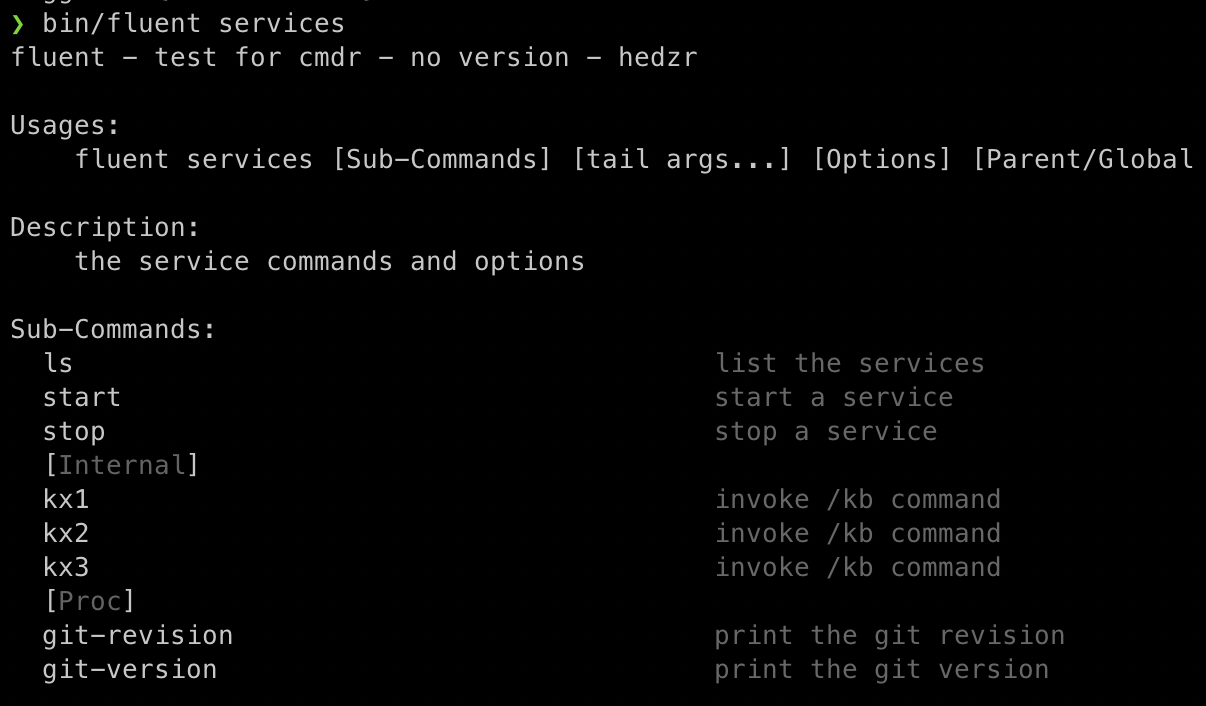 ❯ bin/fluent services
fluent - test for cmdr - no version - hedzr
Usages:
fluent services [Sub-Commands] [tail args...] [Options] [Parent/Global
Description:
the service commands and options
Sub-Commands:
ls list the services
start start a service
stop stop a service
[Internal]
kx1 invoke /kb command
kx2 invoke /kb command
kx3 invoke /kb command
[Proc]
git-revision print the git revision
git-version print the git version